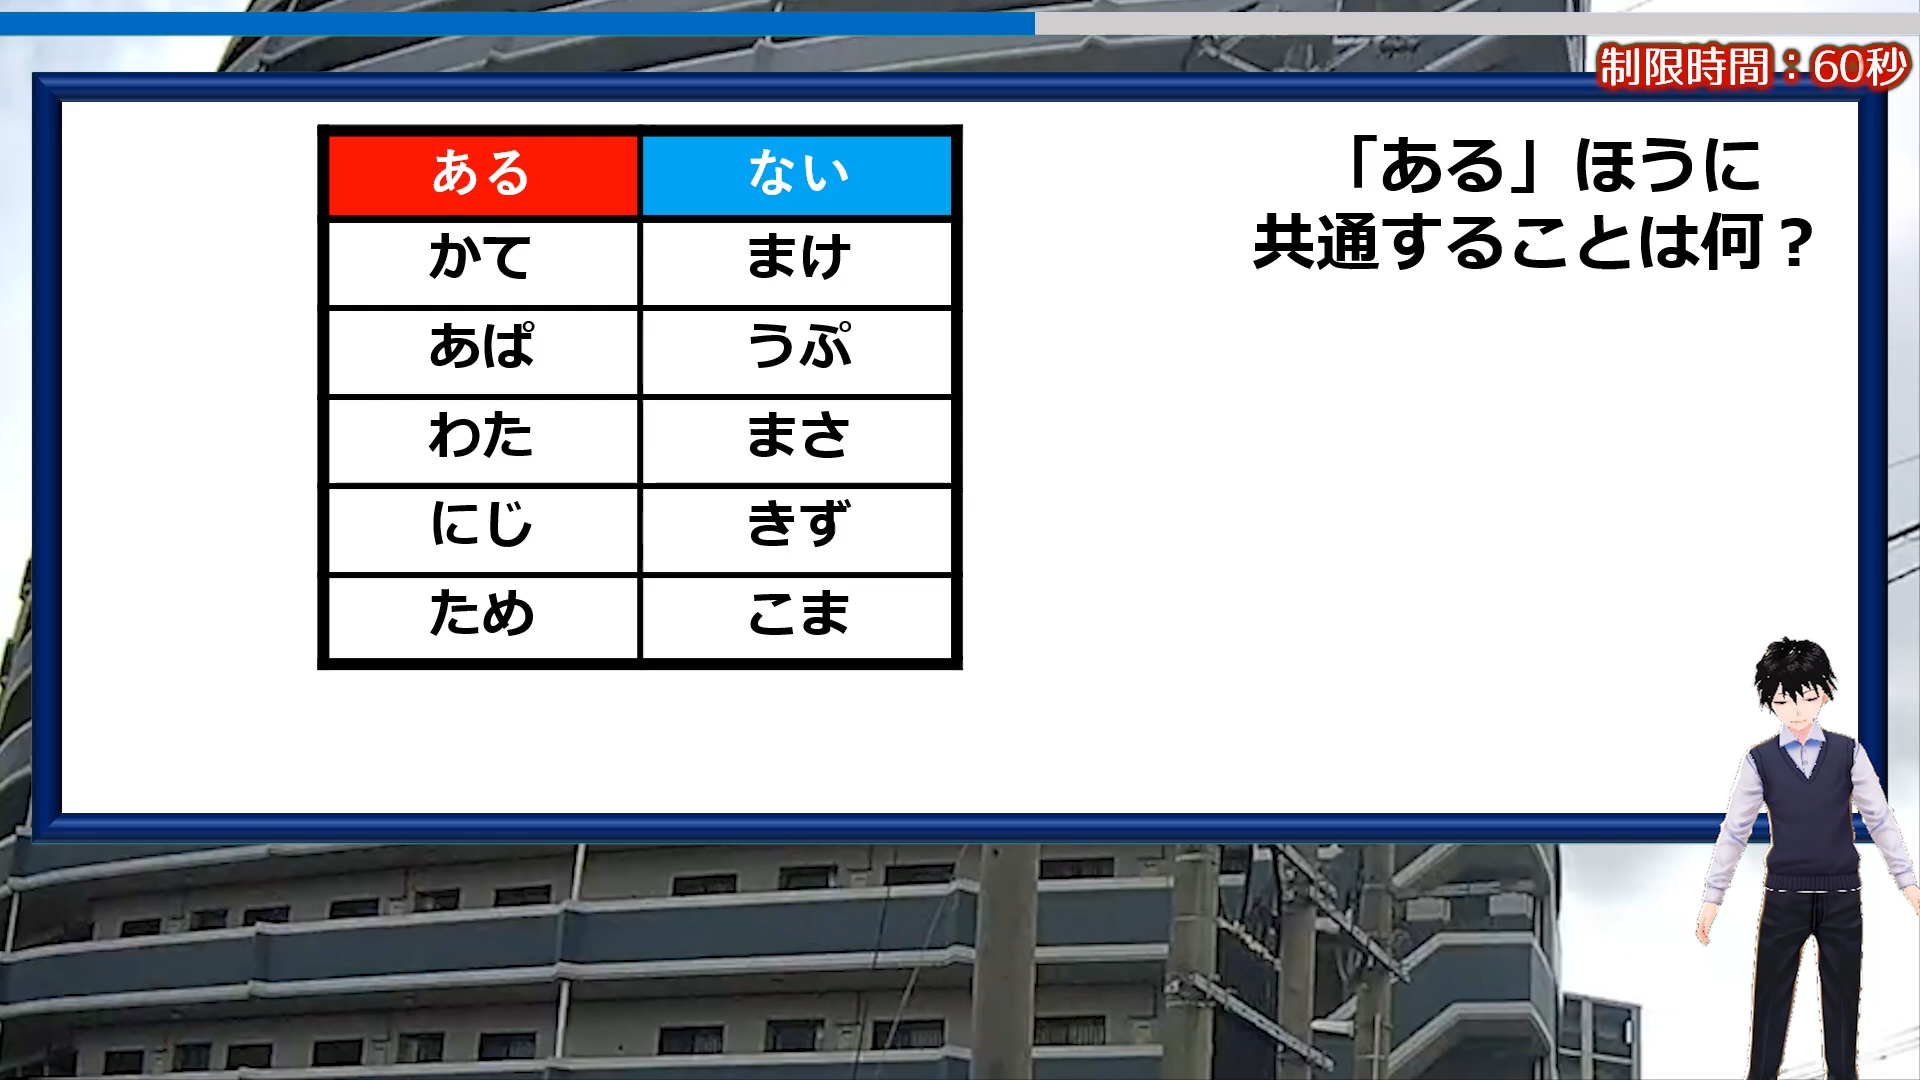 制限時間：60秒
「ある」ほうに
共通することは何？
ある ない
かて まけ
あぱ うぷ
わた まさ
にじ きず
ため こま